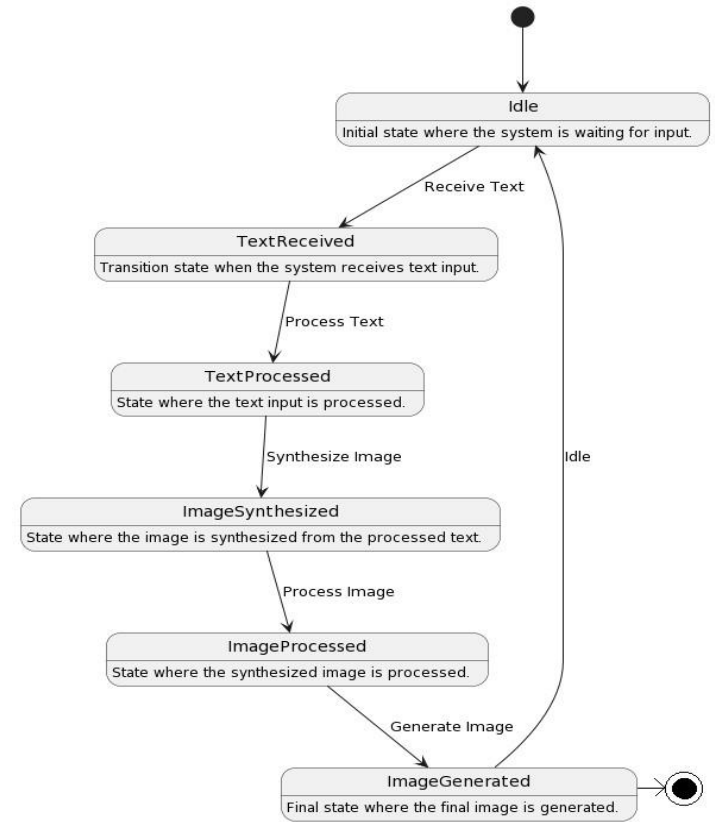 Idle
Initial state where the system is waiting for input.
Receive Text
TextReceived
Transition state when the system receives text input.
Process Text
TextProcessed
State where the text input is processed.
Synthesize Image
Idle
ImageSynthesized
State where the image is synthesized from the processed text.
Process Image
ImageProcessed
State where the synthesized image is processed.
Generate Image
ImageGenerated
Final state where the final image is generated.